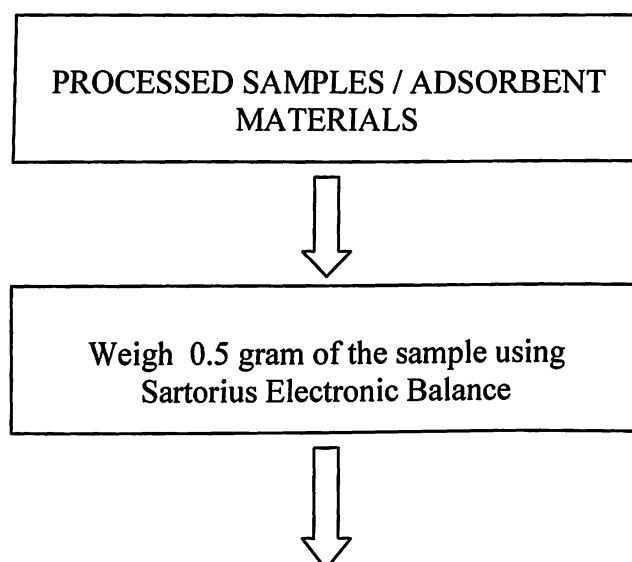 PROCESSED SAMPLES / ADSORBENT
MATERIALS
Weigh 0.5 gram of the sample using
Sartorius Electronic Balance